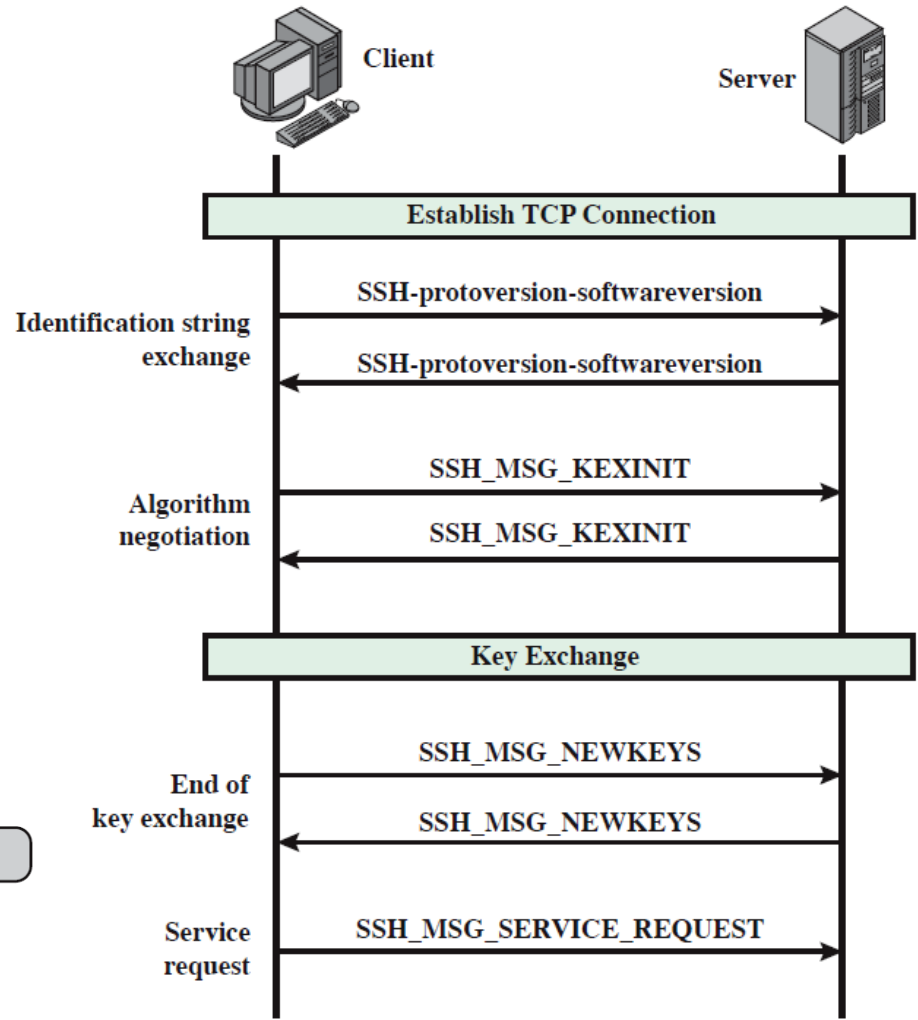 Client
Server
Establish TCP Connection
SSH-protoversion-softwareversion
Identification string
exchange
SSH-protoversion-softwareversion
SSH_MSG_KEXINIT
Algorithm
negotiation
SSH_MSG_KEXINIT
Key Exchange
SSH_MSG_NEWKEYS
End of
key exchange
SSH_MSG_NEWKEYS
SSH_MSG_SERVICE_REQUEST
Service
request